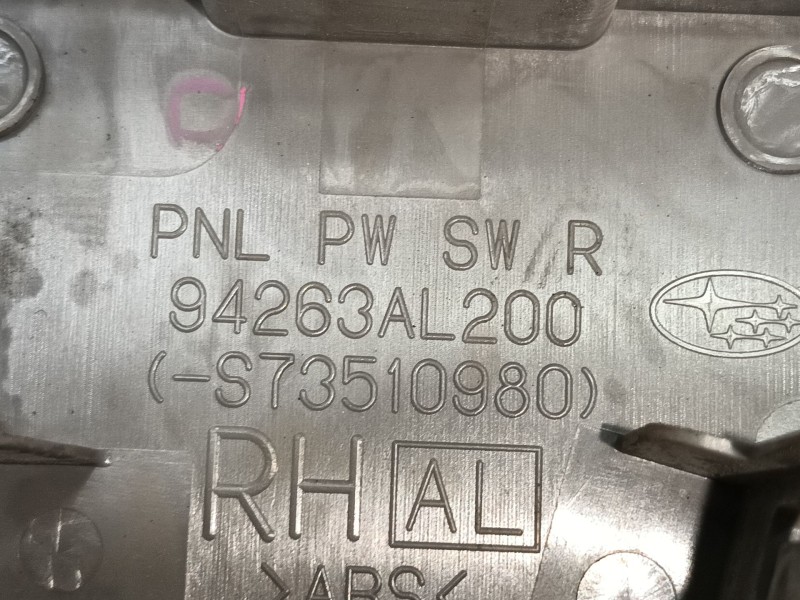 PNL PW SW R
94263AL200
(-S73510980)
RH AL
>ABS<